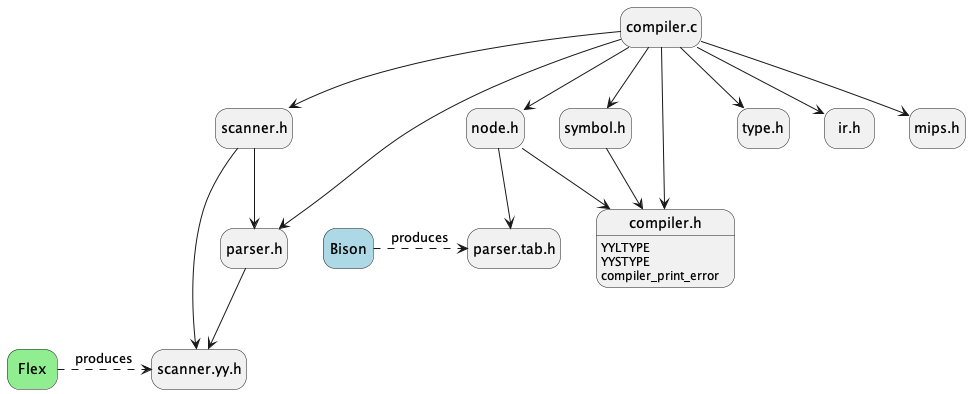 compiler.c
scanner.h
node.h
symbol.h
type.h
ir.h
mips.h
compiler.h
YYLTYPE
YYSTYPE
compiler_print_error
parser.h
Bison
produces
parser.tab.h
Flex
produces
scanner.yy.h